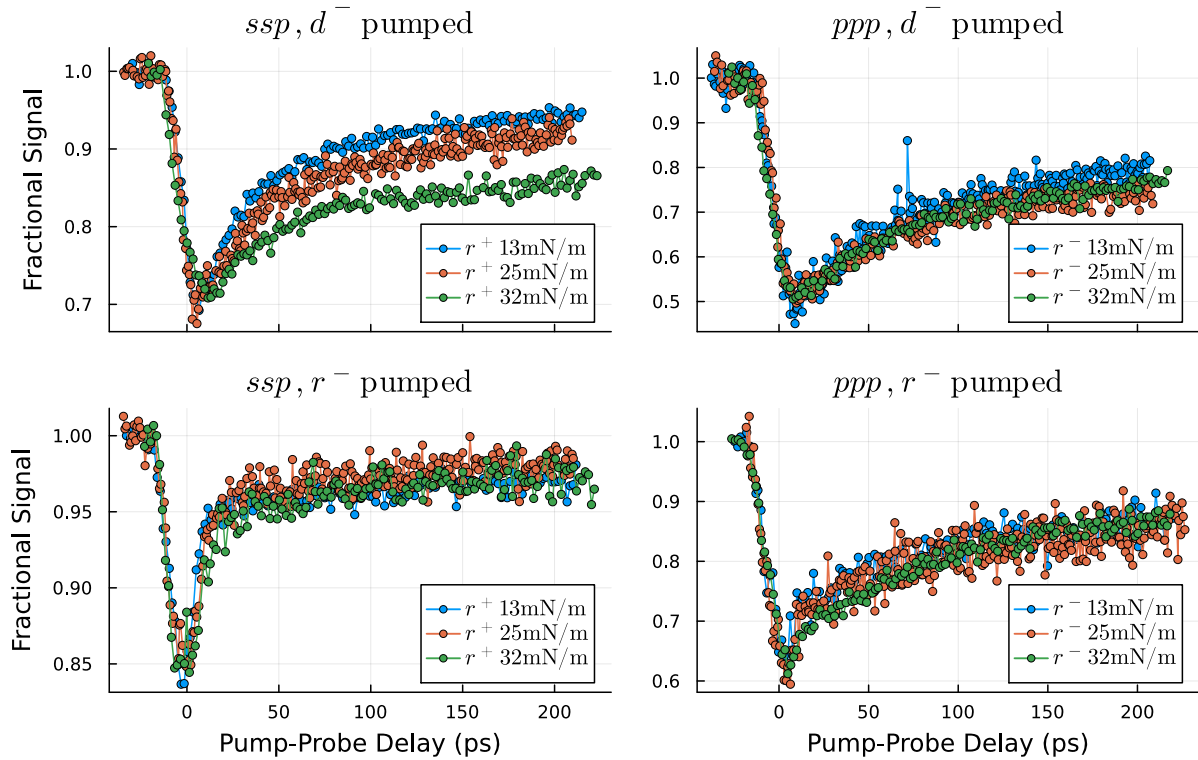 ssp, d⁻ pumped
Fractional Signal
1.0
0.9
0.8
0.7
r⁺ 13mN/m
r⁺ 25mN/m
r⁺ 32mN/m
ppp, d⁻ pumped
1.0
0.9
0.8
0.7
0.6
0.5
r⁻ 13mN/m
r⁻ 25mN/m
r⁻ 32mN/m
ssp, r⁻ pumped
Fractional Signal
1.00
0.95
0.90
0.85
r⁺ 13mN/m
r⁺ 25mN/m
r⁺ 32mN/m
0 50 100 150 200
Pump-Probe Delay (ps)
ppp, r⁻ pumped
1.0
0.9
0.8
0.7
0.6
r⁻ 13mN/m
r⁻ 25mN/m
r⁻ 32mN/m
0 50 100 150 200
Pump-Probe Delay (ps)